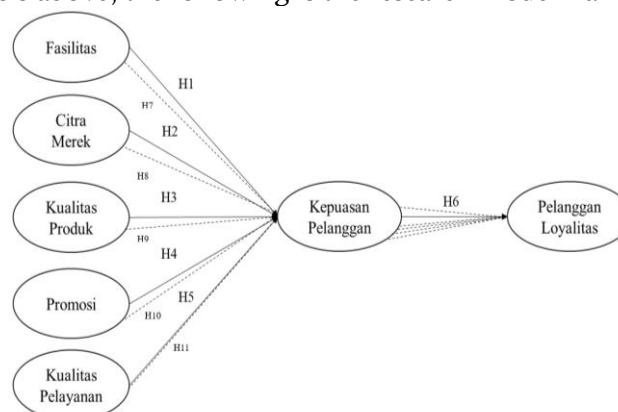 Fasilitas
H1
H7
Citra
Merek
H2
H8
H3
Kualitas
Produk
H9
Kepuasan
Pelanggan
H6
Pelanggan
Loyalitas
H4
Promosi
H5
H10
H11
Kualitas
Pelayanan